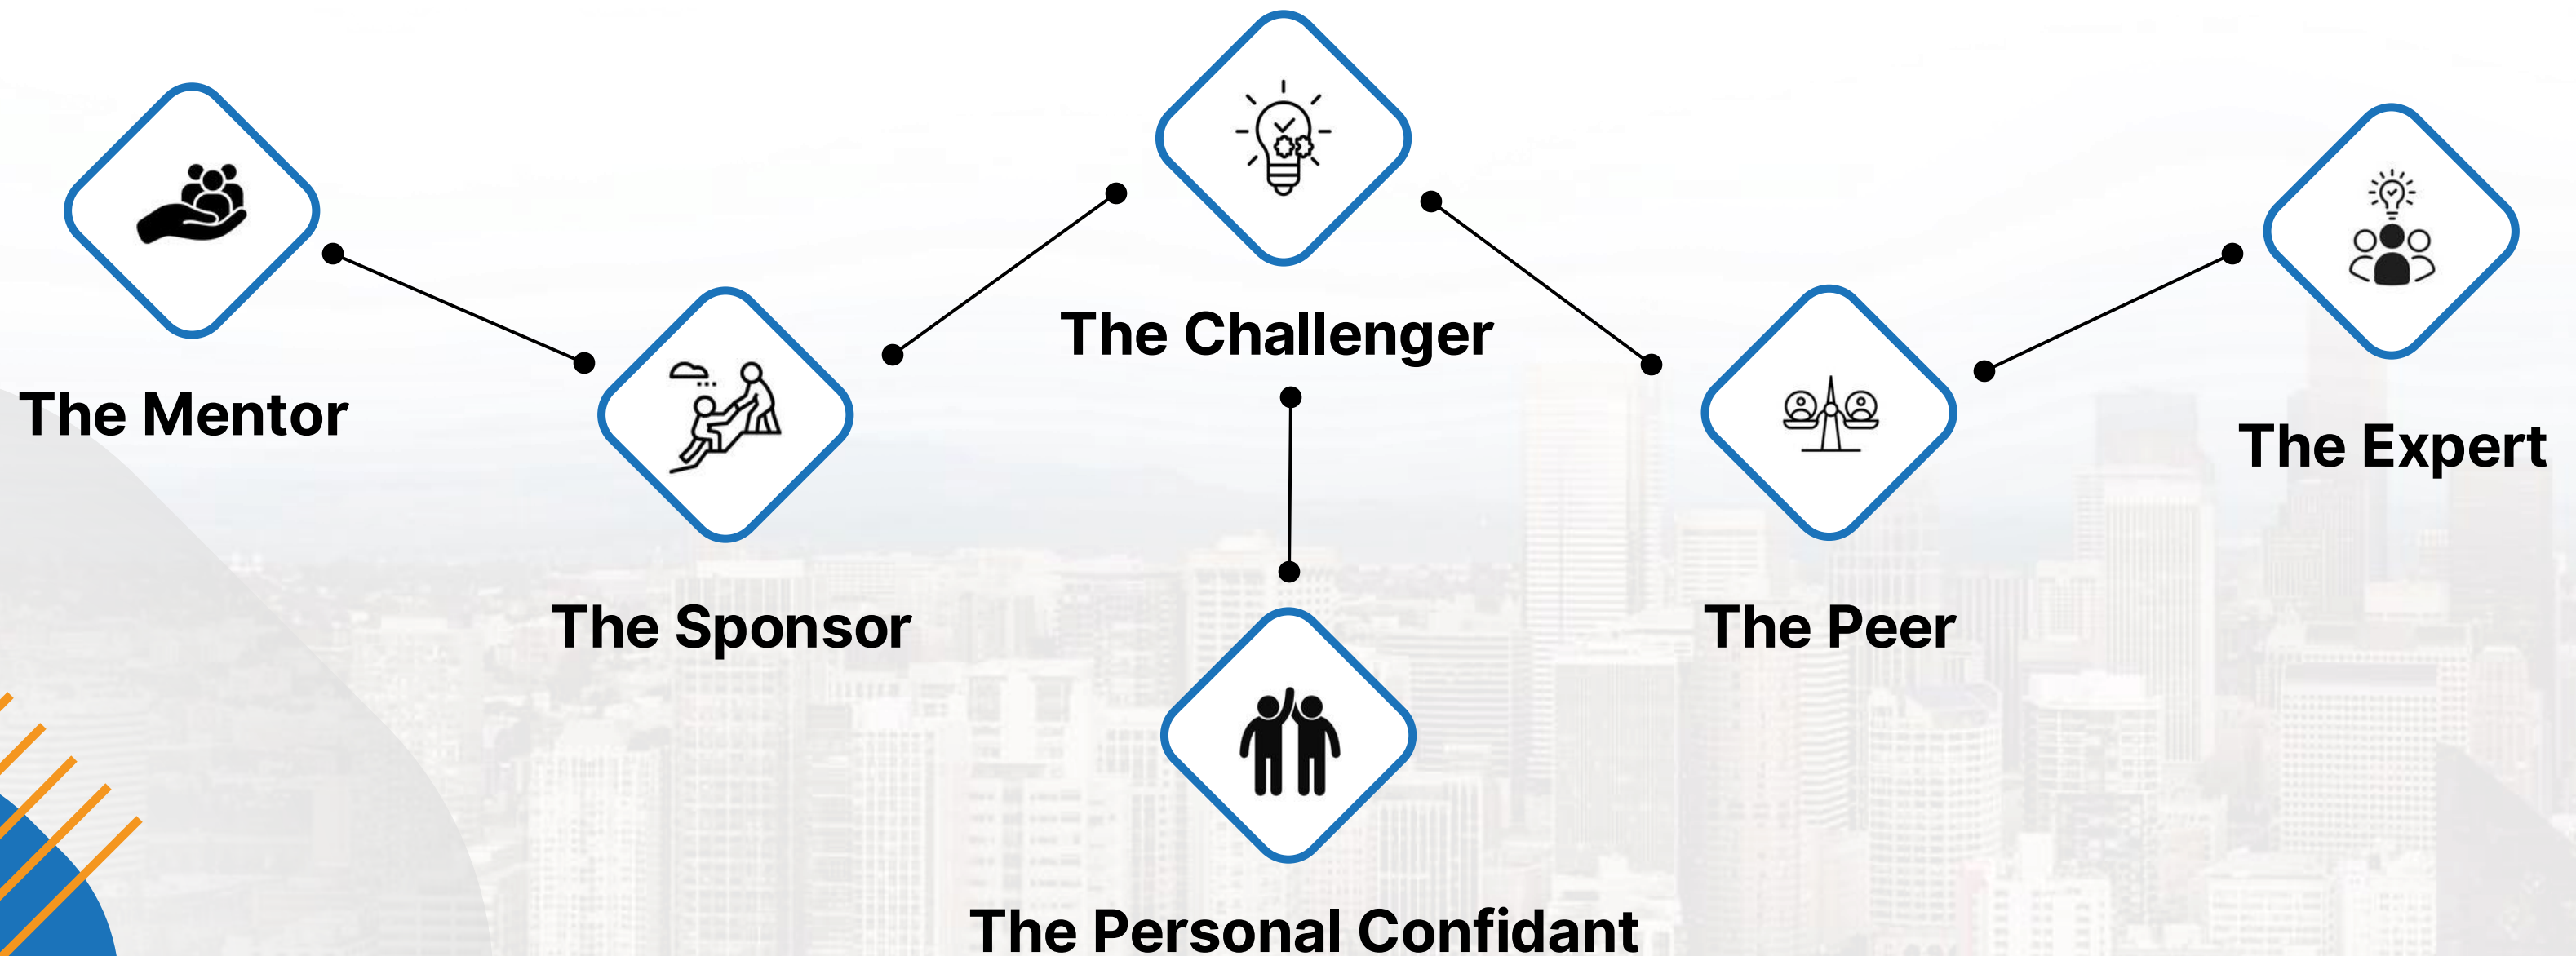 The Mentor
The Sponsor
The Challenger
The Personal Confidant
The Peer
The Expert